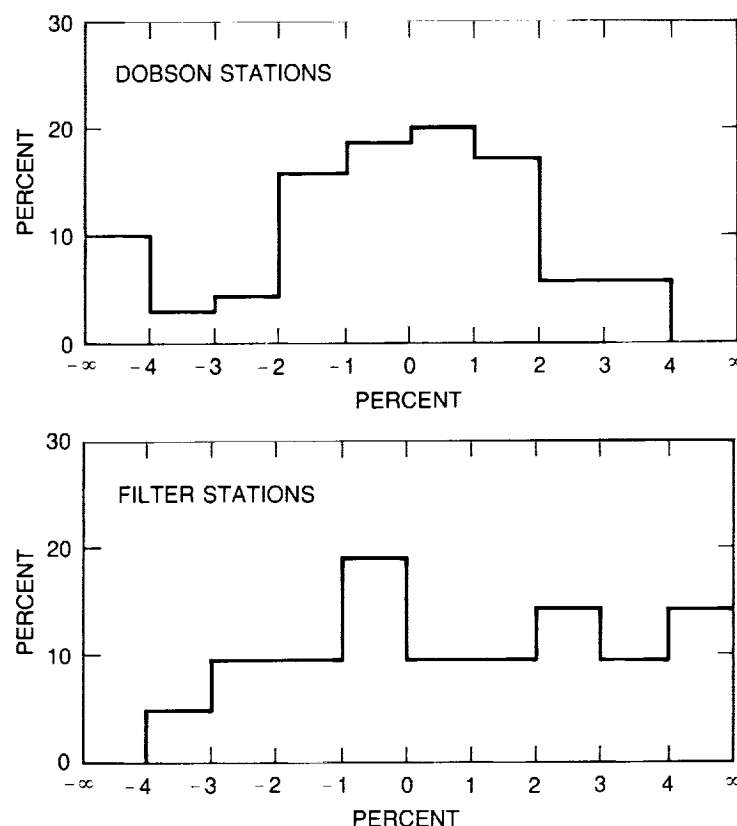 30
DOBSON STATIONS
20
PERCENT
10
0
-∞ -4 -3 -2 -1 0 1 2 3 4 ∞
PERCENT
30
FILTER STATIONS
20
PERCENT
10
0
-∞ -4 -3 -2 -1 0 1 2 3 4 ∞
PERCENT